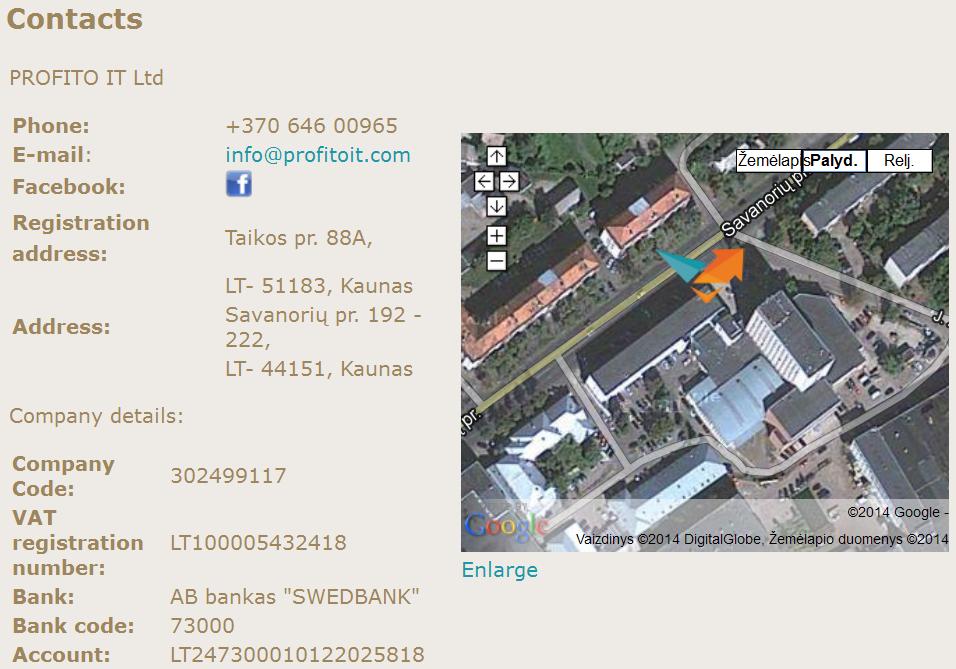 Contacts
PROFITO IT Ltd
Phone: +370 646 00965
E-mail: info@profitoit.com
Facebook:
Registration
address: Taikos pr. 88A,
LT- 51183, Kaunas
Address: Savanorių pr. 192 -
222,
LT- 44151, Kaunas
Company details:
Company
Code: 302499117
VAT
registration
number: LT100005432418
Bank: AB bankas "SWEDBANK"
Bank code: 73000
Account: LT247300010122025818
Žemėlapis Palyd. Relj.
Savanorių pr.
pr.
J.
Google
©2014 Google -
Vaizdinys ©2014 DigitalGlobe, Žemėlapio duomenys ©2014
Enlarge